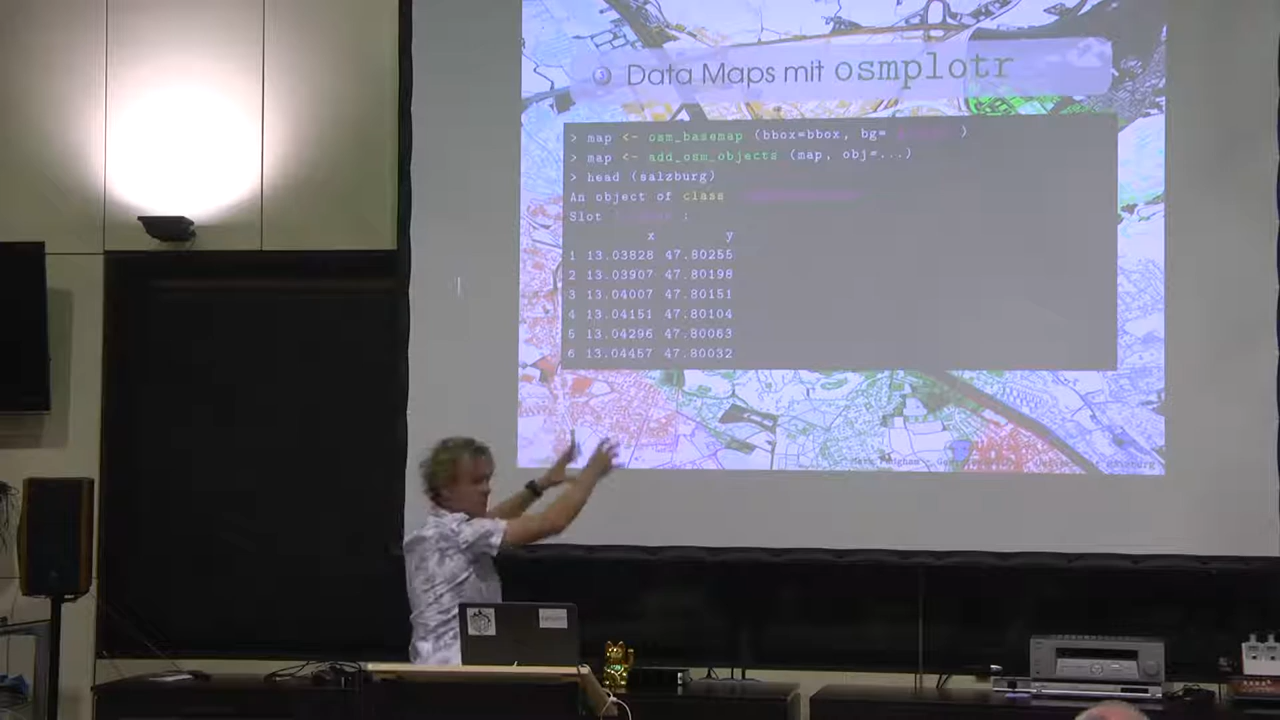 Data Maps mit osmplotr
> map <- osm_basemap (bbox=bbox, bg= )
> map <- add_osm_objects (map, obj=...)
> head (salzburg)
An object of class
Slot :
x y
1 13.03828 47.80255
2 13.03907 47.80198
3 13.04007 47.80151
4 13.04151 47.80104
5 13.04296 47.80063
6 13.04457 47.80032